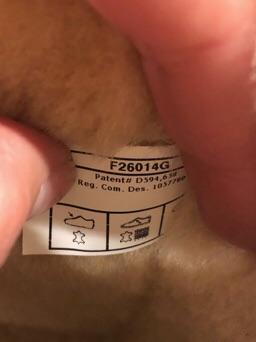 F26014G
Patent# D594,638
Reg. Com. Des.